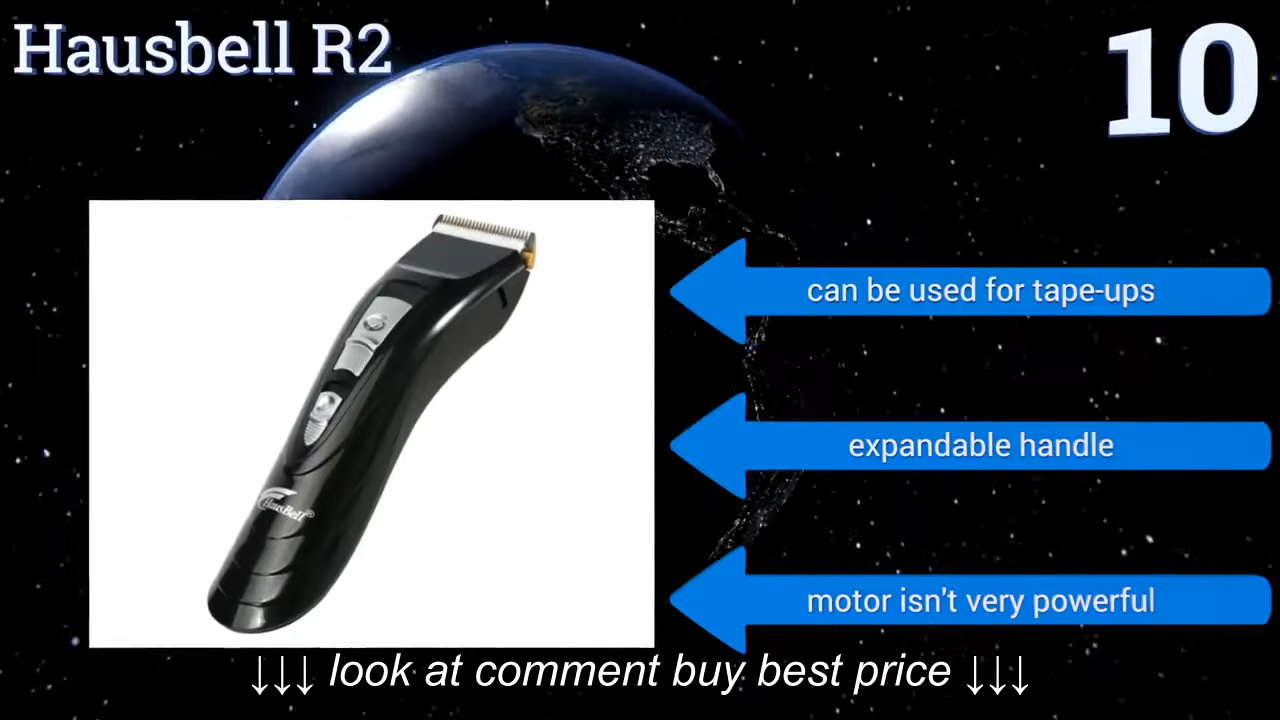 Hausbell R2
10
can be used for tape-ups
expandable handle
HausBell®
motor isn't very powerful
↓↓↓ look at comment buy best price ↓↓↓